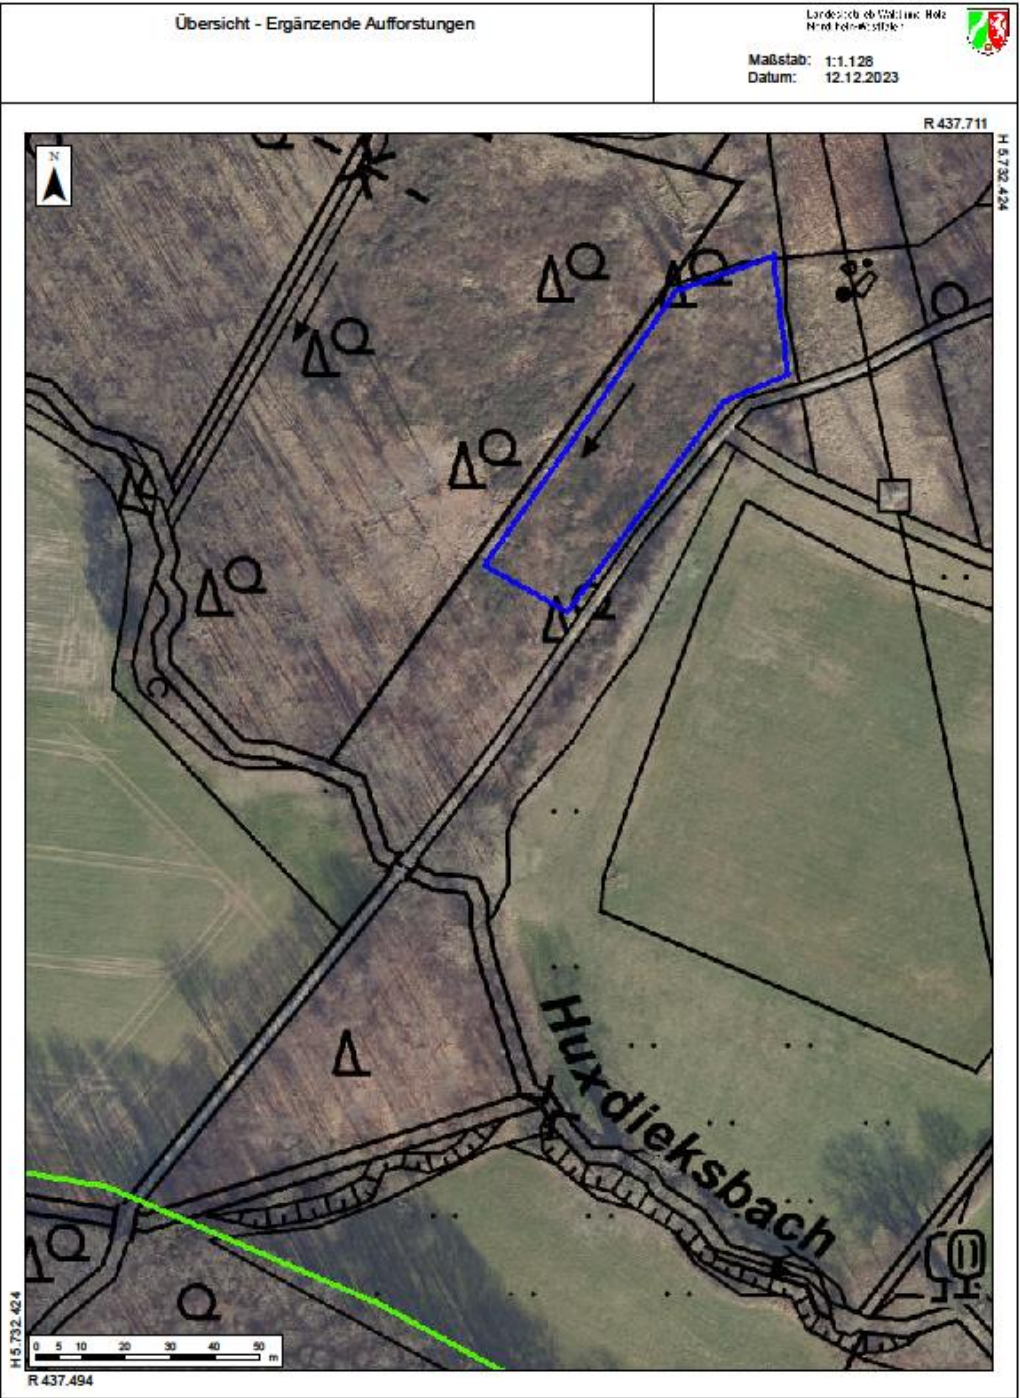 Übersicht - Ergänzende Aufforstungen
Maßstab: 1:1.128
Datum: 12.12.2023
R 437.711
H 5.732.424
N
Huxdieksbach
H 5.732.424
0 5 10 20 30 40 50
m
R 437.494